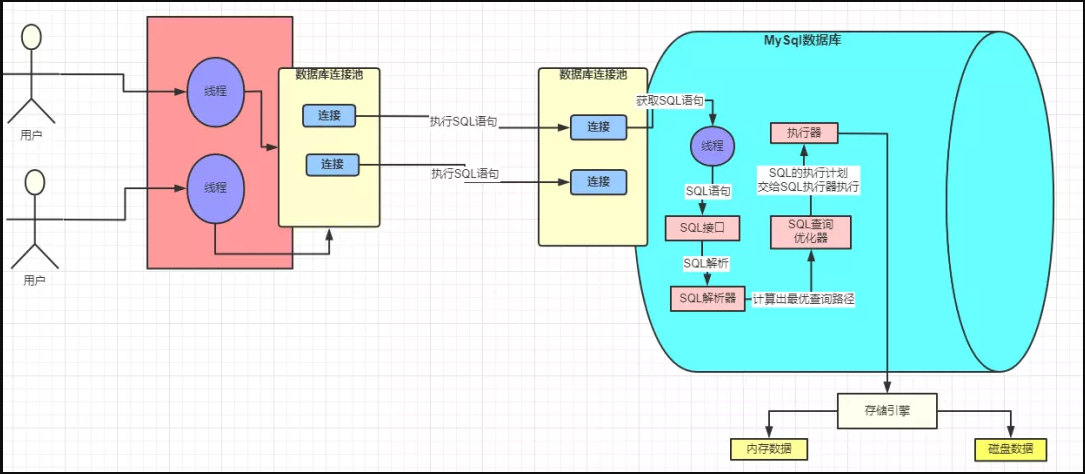 用户
用户
线程
线程
数据库连接池
连接
连接
执行SQL语句
执行SQL语句
数据库连接池
连接
连接
MySql数据库
获取SQL语句
线程
SQL语句
SQL接口
SQL解析
SQL解析器
计算出最优查询路径
SQL查询
优化器
SQL的执行计划
交给SQL执行器执行
执行器
存储引擎
内存数据
磁盘数据